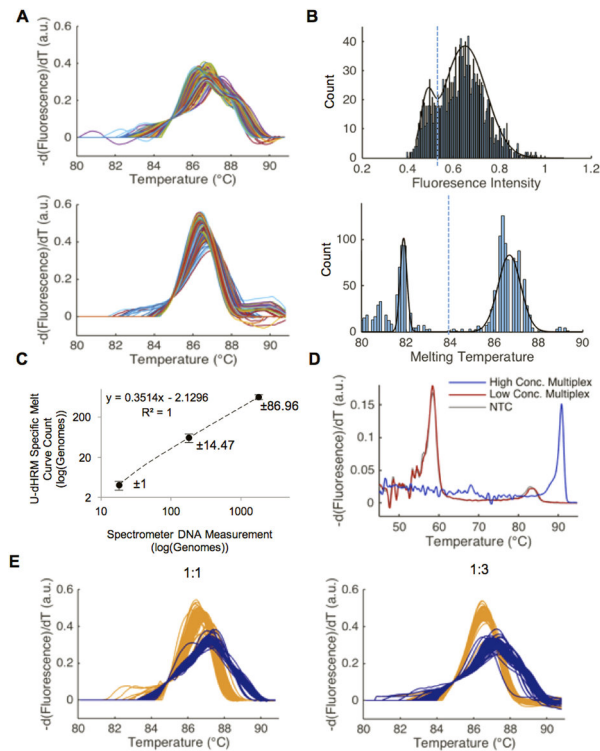 A
-d(Fluorescence)/dT (a.u.)
0.6
0.4
0.2
0
80 82 84 86 88 90
Temperature (°C)
-d(Fluorescence)/dT (a.u.)
0.6
0.4
0.2
0
80 82 84 86 88 90
Temperature (°C)
B
Count
40
30
20
10
0
0.2 0.4 0.6 0.8 1 1.2
Fluoresence Intensity
Count
100
50
0
80 82 84 86 88 90 92
Melting Temperature
C
U-dHRM Specific Melt
Curve Count
(log(Genomes))
y = 0.3514x - 2.1296
R² = 1
±86.96
±14.47
±1
200
20
2
10 100 1000
Spectrometer DNA Measurement
(log(Genomes))
D
-d(Fluorescence)/dT (a.u.)
High Conc. Multiplex
Low Conc. Multiplex
NTC
0.15
0.1
0.05
0
50 60 70 80 90
Temperature (°C)
E
1:1
-d(Fluorescence)/dT (a.u.)
0.6
0.4
0.2
0
80 82 84 86 88 90
Temperature (°C)
1:3
-d(Fluorescence)/dT (a.u.)
0.6
0.4
0.2
0
80 82 84 86 88 90
Temperature (°C)